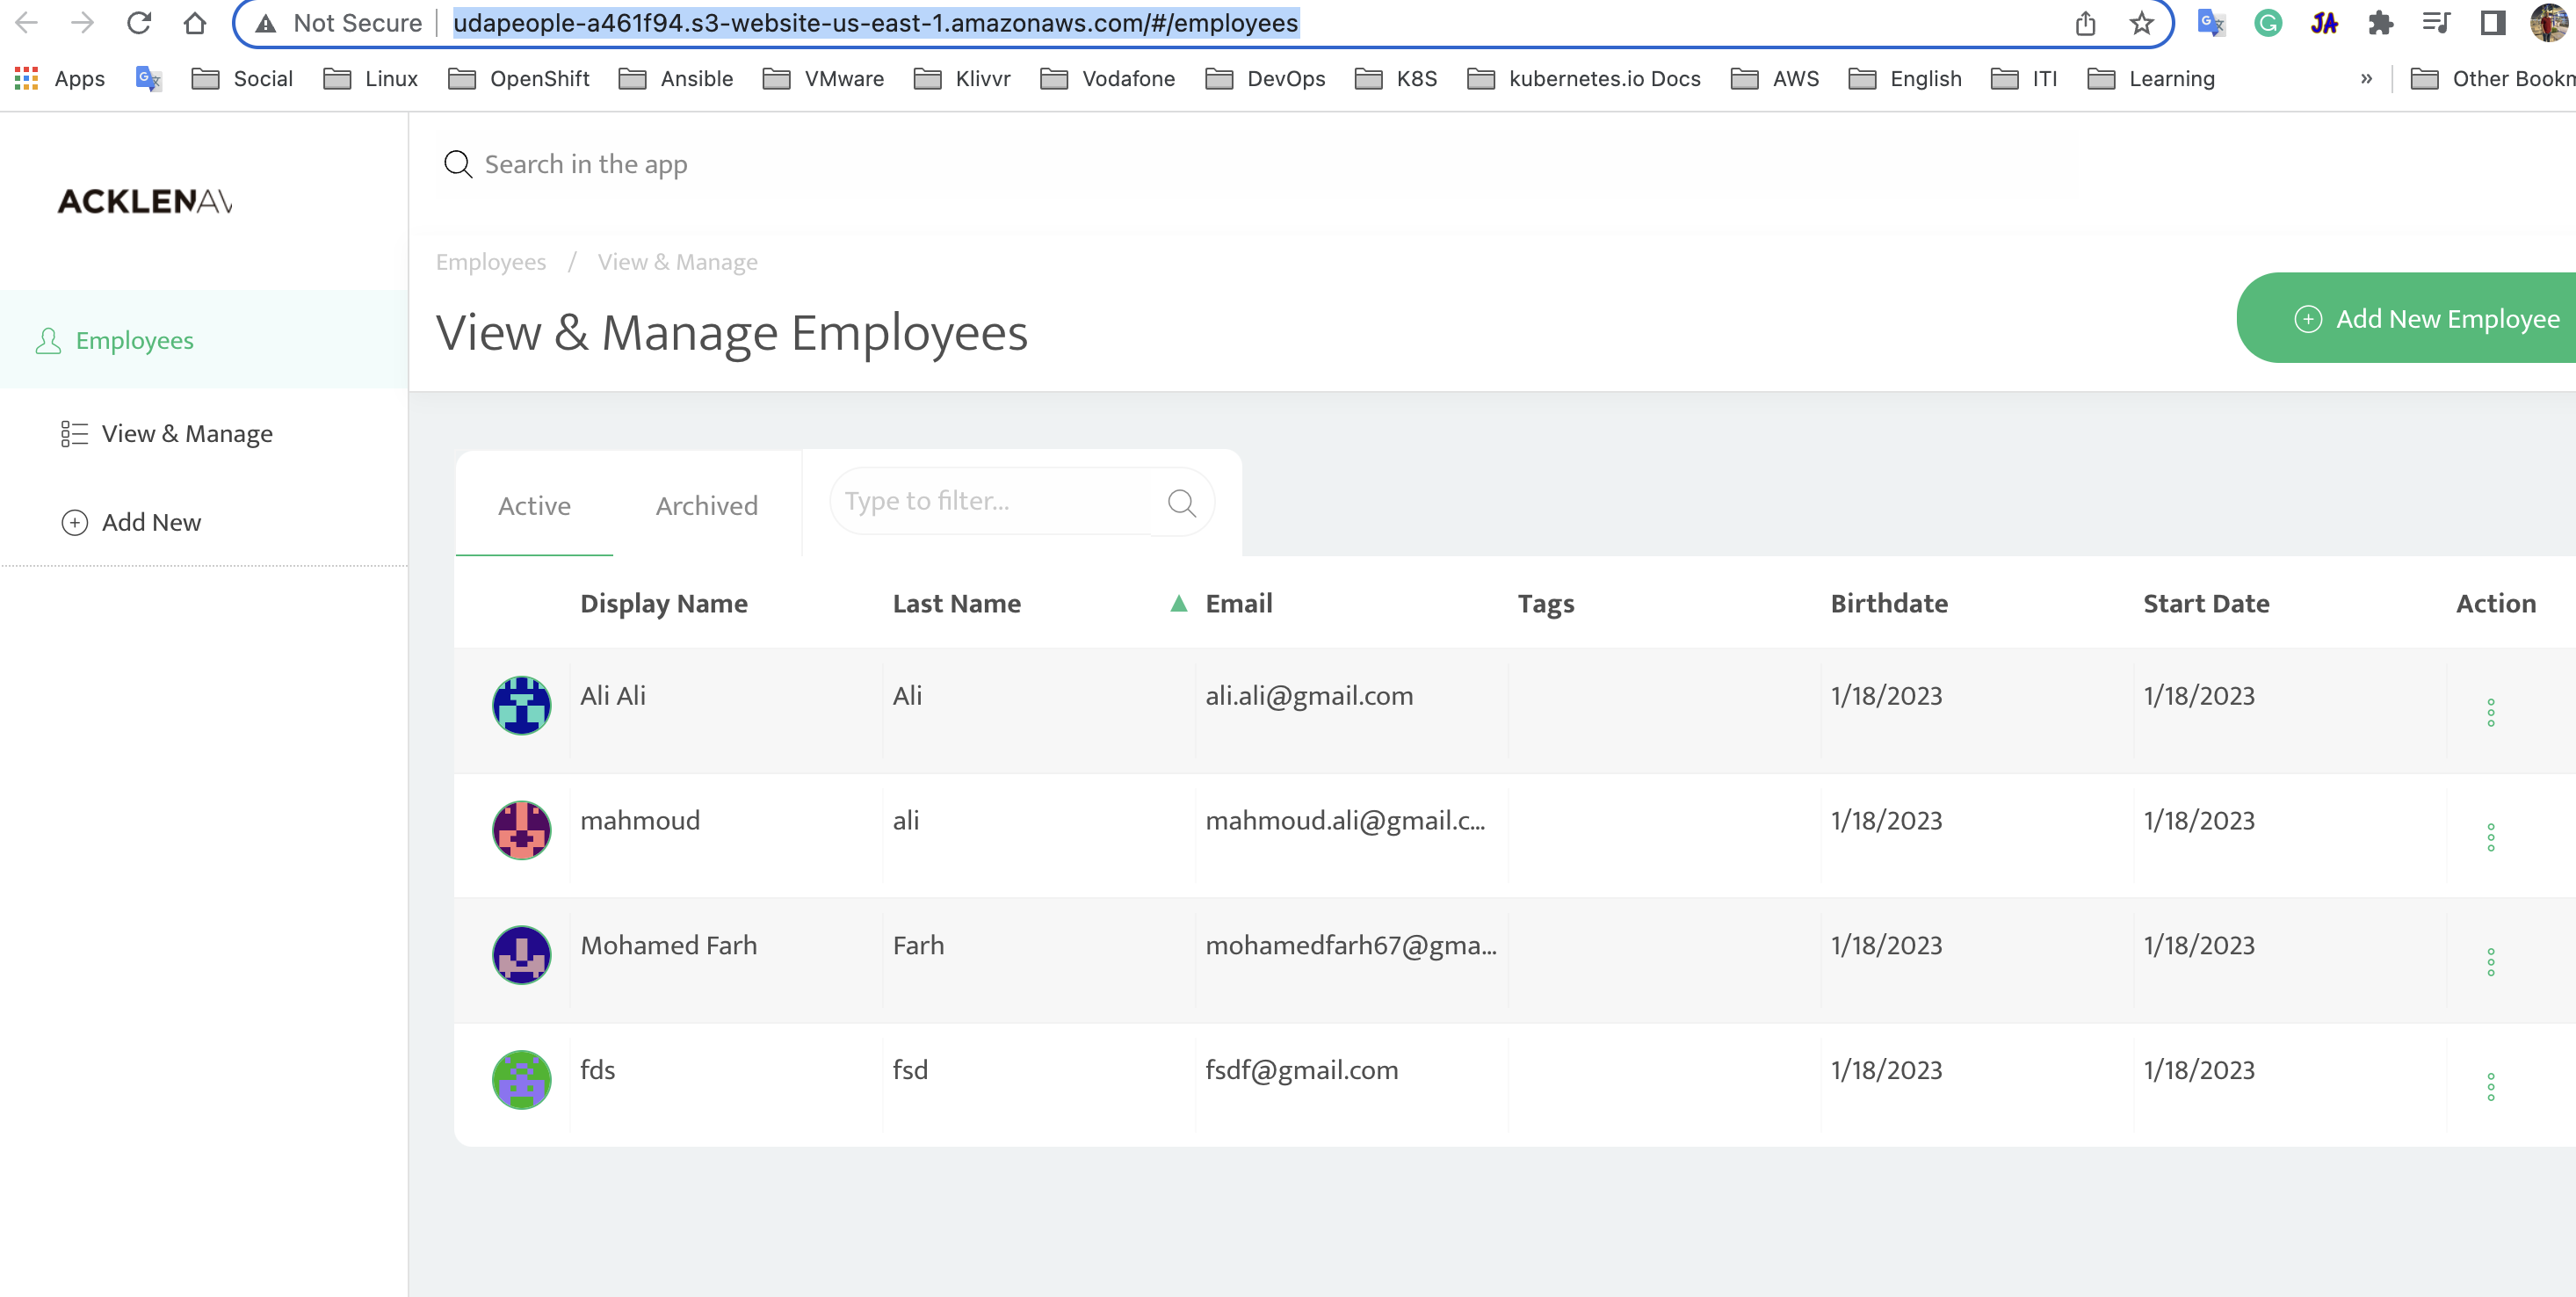 Not Secure udapeople-a461f94.s3-website-us-east-1.amazonaws.com/#/employees
Apps Social Linux OpenShift Ansible VMware Klivvr Vodafone DevOps K8S kubernetes.io Docs AWS English ITI Learning » Other Bookm
ACKLENAV
Search in the app
Employees / View & Manage
View & Manage Employees
Add New Employee
Employees
View & Manage
Add New
Active Archived Type to filter...
Display Name Last Name Email Tags Birthdate Start Date Action
Ali Ali Ali ali.ali@gmail.com 1/18/2023 1/18/2023
mahmoud ali mahmoud.ali@gmail.c... 1/18/2023 1/18/2023
Mohamed Farh Farh mohamedfarh67@gma... 1/18/2023 1/18/2023
fds fsd fsdf@gmail.com 1/18/2023 1/18/2023